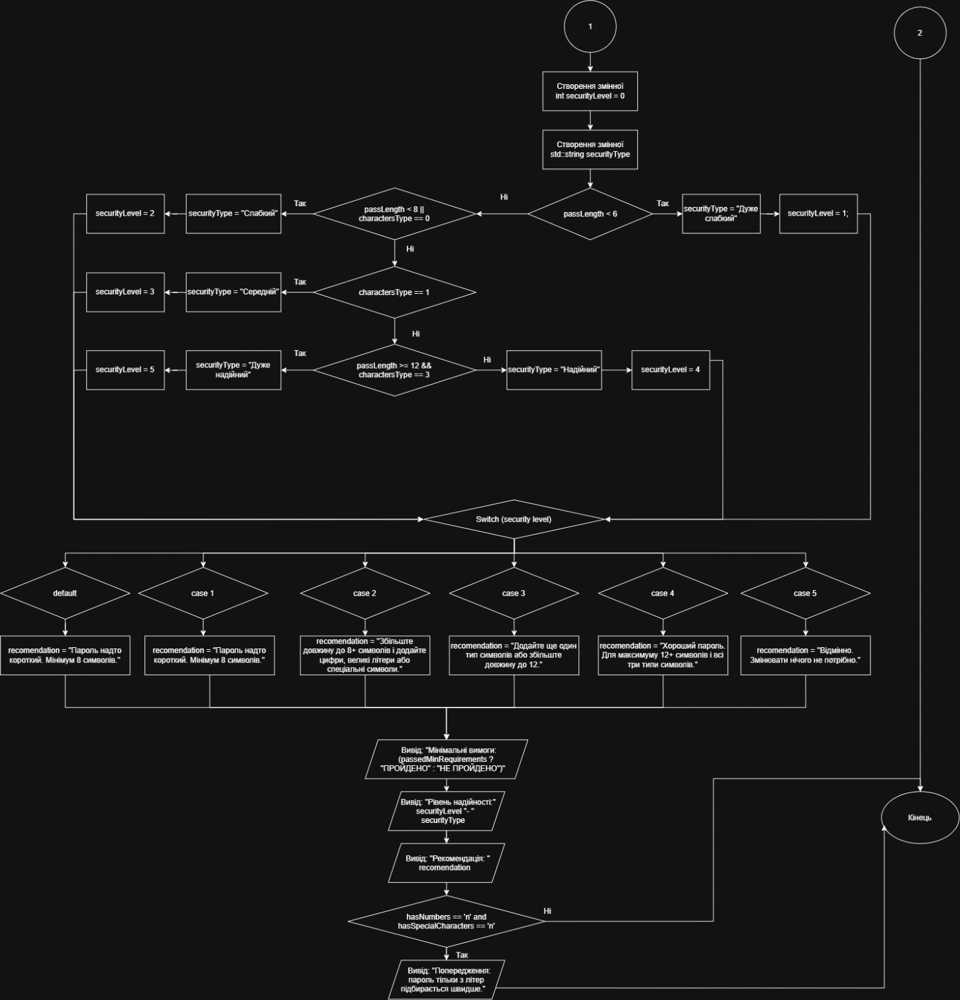 1
2
Створення змінної
int securityLevel = 0
Створення змінної
std::string securityType
passLength < 6
Ні
Так
securityType = "Дуже
слабкий"
securityLevel = 1;
passLength < 8 ||
charactersType == 0
Так
securityType = "Слабкий"
securityLevel = 2
Ні
charactersType == 1
Так
securityType = "Середній"
securityLevel = 3
Ні
passLength >= 12 &&
charactersType == 3
Так
securityType = "Дуже
надійний"
securityLevel = 5
Ні
securityType = "Надійний"
securityLevel = 4
Switch (security level)
default
case 1
case 2
case 3
case 4
case 5
recomendation = "Пароль надто
короткий. Мінімум 8 символів."
recomendation = "Пароль надто
короткий. Мінімум 8 символів."
recomendation = "Збільште
довжину до 8+ символів і додайте
цифри, великі літери або
спеціальні символи."
recomendation = "Додайте ще один
тип символів або збільште
довжину до 12."
recomendation = "Хороший пароль.
Для максимуму 12+ символів і всі
три типи символів."
recomendation = "Відмінно.
Змінювати нічого не потрібно."
Вивід: "Мінімальні вимоги:
(passedMinRequirements ?
"ПРОЙДЕНО" : "НЕ ПРОЙДЕНО")"
Вивід: "Рівень надійності:"
securityLevel "- "
securityType
Кінець
Вивід: "Рекомендація: "
recomendation
hasNumbers == 'n' and
hasSpecialCharacters == 'n'
Ні
Так
Вивід: "Попередження:
пароль тільки з літер
підбирається швидше."